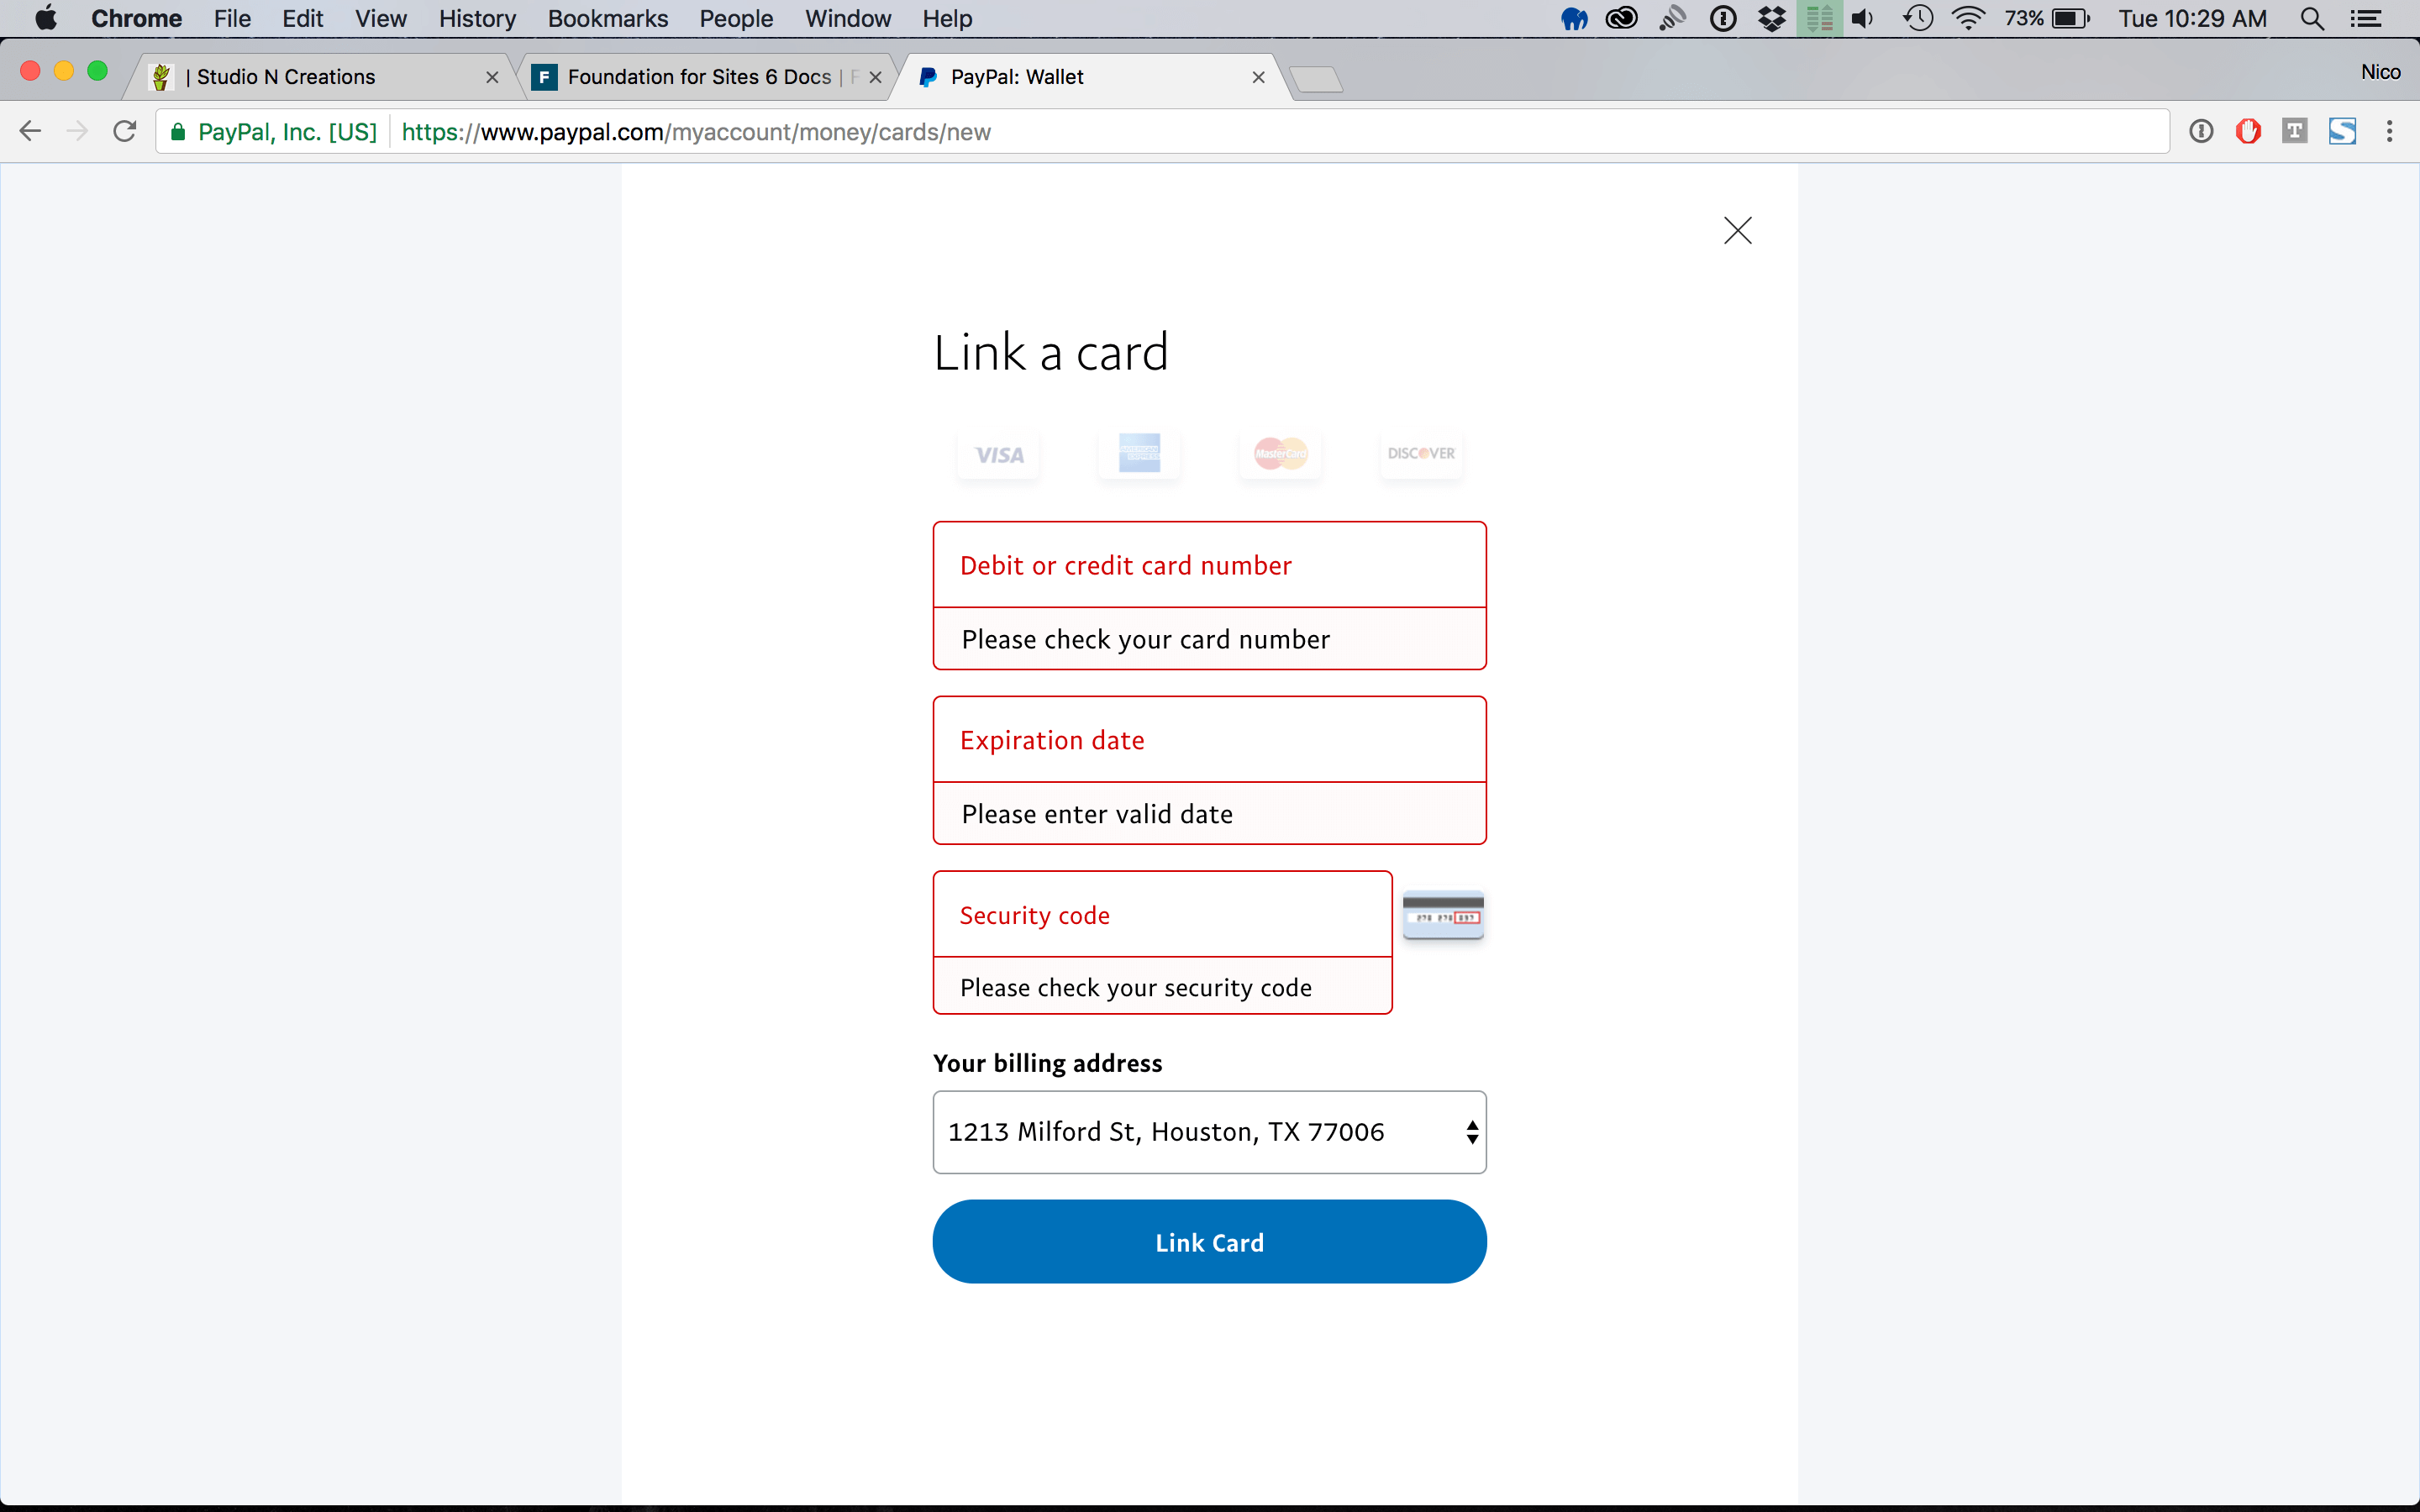 Chrome File Edit View History Bookmarks People Window Help 73% Tue 10:29 AM
| Studio N Creations
Foundation for Sites 6 Docs | F
PayPal: Wallet
Nico
PayPal, Inc. [US] https://www.paypal.com/myaccount/money/cards/new
Link a card
VISA
MasterCard
DISCOVER
Debit or credit card number
Please check your card number
Expiration date
Please enter valid date
Security code
Please check your security code
Your billing address
1213 Milford St, Houston, TX 77006
Link Card